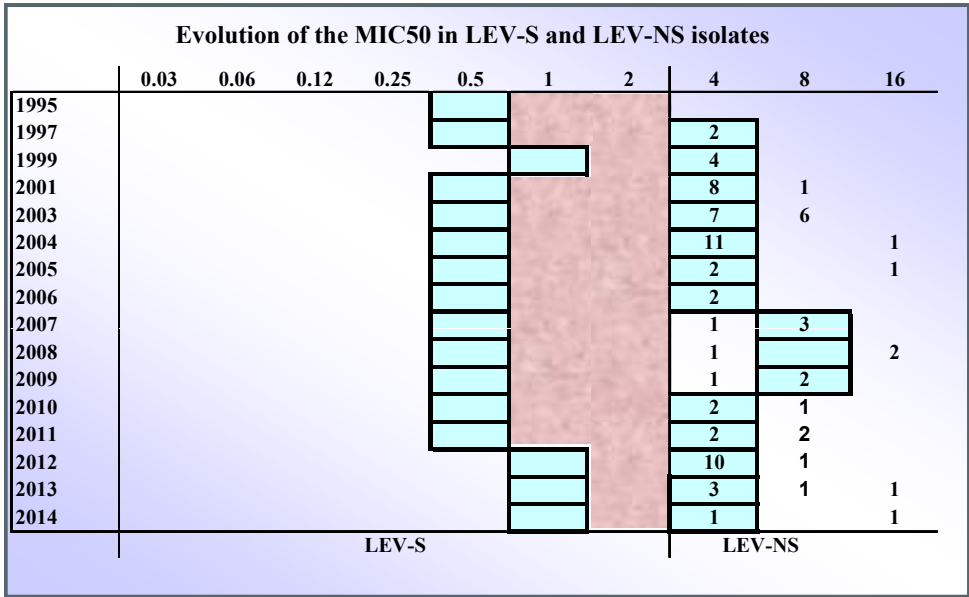 Evolution of the MIC50 in LEV-S and LEV-NS isolates
0.03 0.06 0.12 0.25 0.5 1 2 4 8 16
1995
1997 2
1999 4
2001 8 1
2003 7 6
2004 11 1
2005 2 1
2006 2
2007 1 3
2008 1 2
2009 1 2
2010 2 1
2011 2 2
2012 10 1
2013 3 1 1
2014 1 1
LEV-S LEV-NS